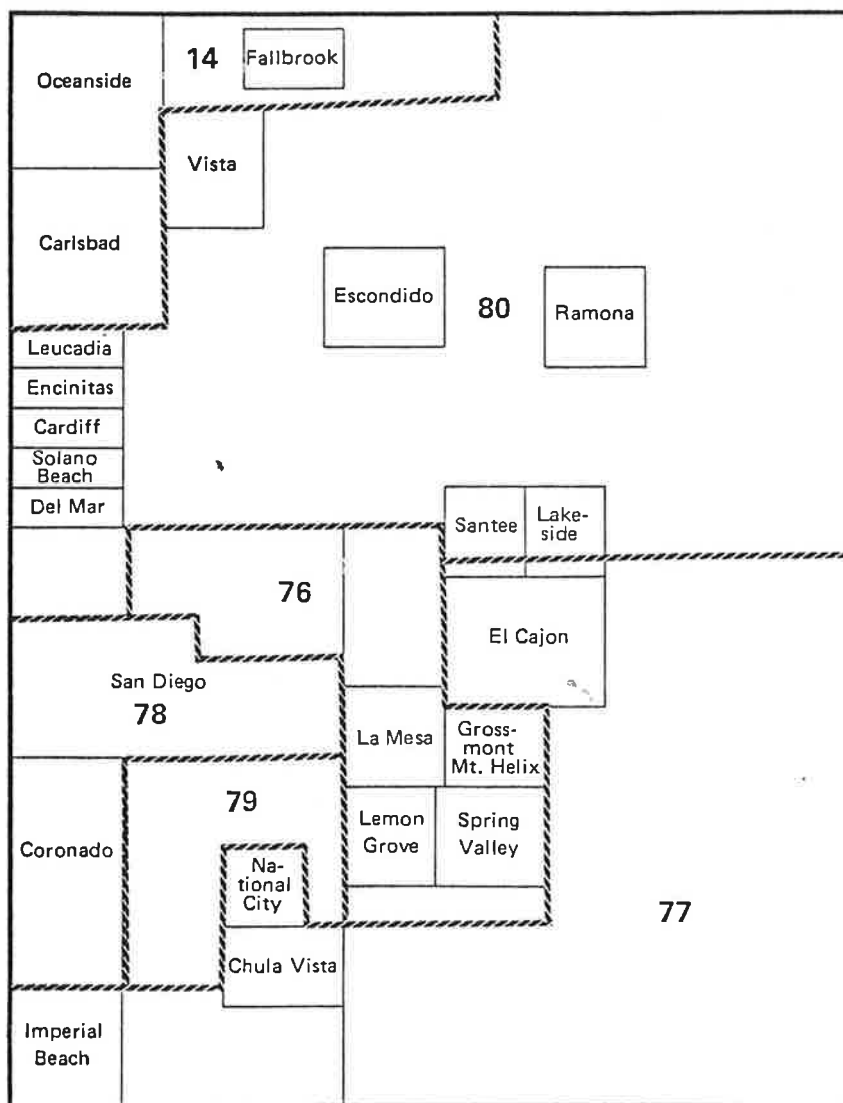 14
Fallbrook
Oceanside
Vista
Carlsbad
Escondido
80
Ramona
Leucadia
Encinitas
Cardiff
Solano
Beach
Del Mar
Santee
Lake-
side
76
El Cajon
San Diego
78
La Mesa
Gross-
mont
Mt. Helix
79
Lemon
Grove
Spring
Valley
Coronado
Na-
tional
City
77
Chula Vista
Imperial
Beach